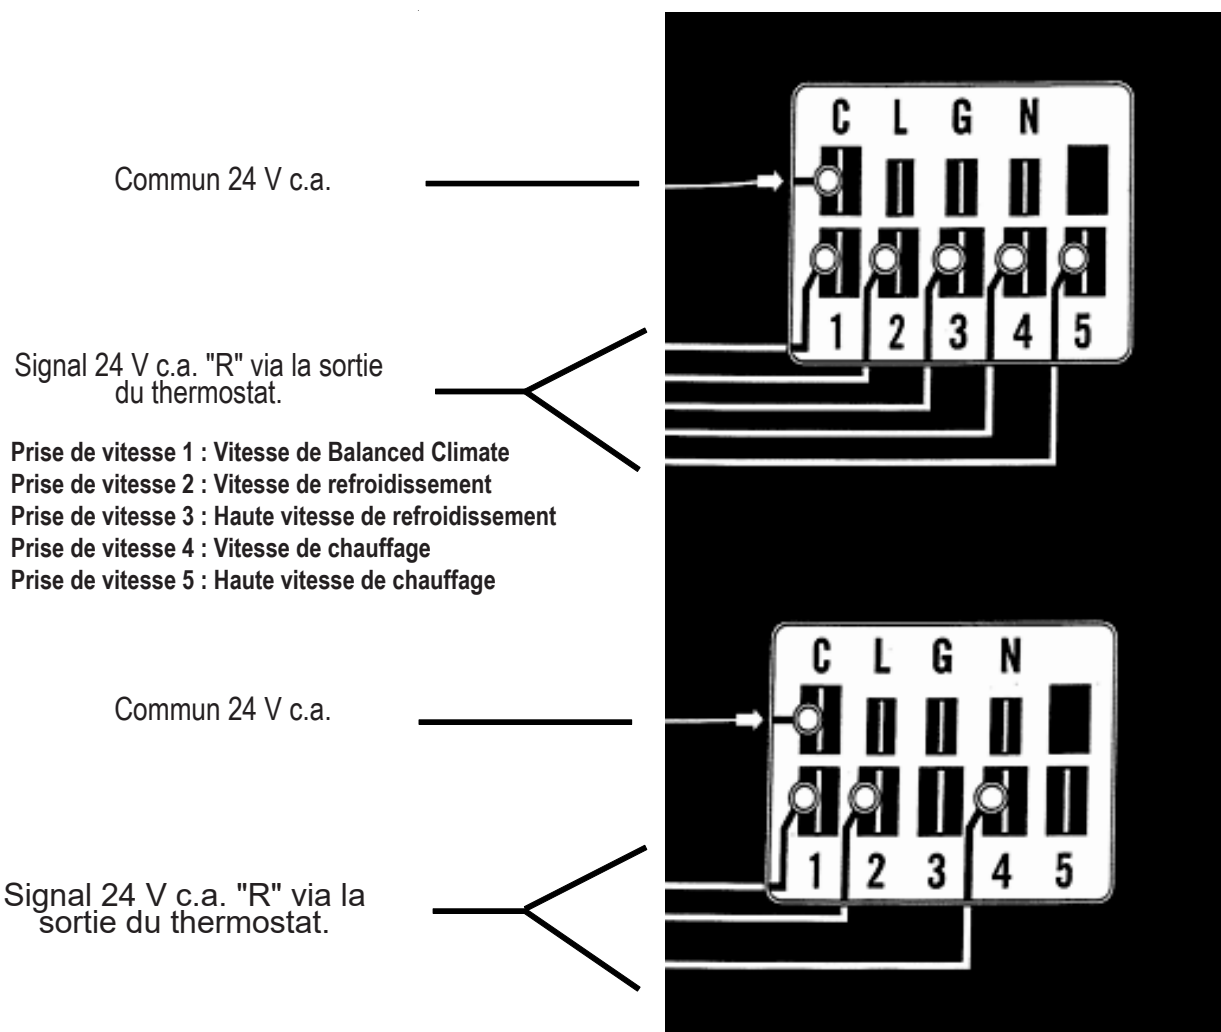 C L G N
Commun 24 V c.a.
1 2 3 4 5
Signal 24 V c.a. "R" via la sortie
du thermostat.
Prise de vitesse 1 : Vitesse de Balanced Climate
Prise de vitesse 2 : Vitesse de refroidissement
Prise de vitesse 3 : Haute vitesse de refroidissement
Prise de vitesse 4 : Vitesse de chauffage
Prise de vitesse 5 : Haute vitesse de chauffage
C L G N
Commun 24 V c.a.
1 2 3 4 5
Signal 24 V c.a. "R" via la
sortie du thermostat.